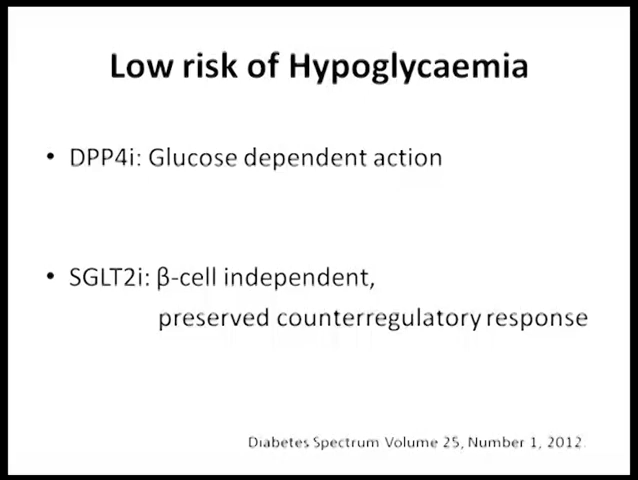 Low risk of Hypoglycaemia
• DPP4i: Glucose dependent action
• SGLT2i: β-cell independent,
preserved counterregulatory response
Diabetes Spectrum Volume 25, Number 1, 2012.